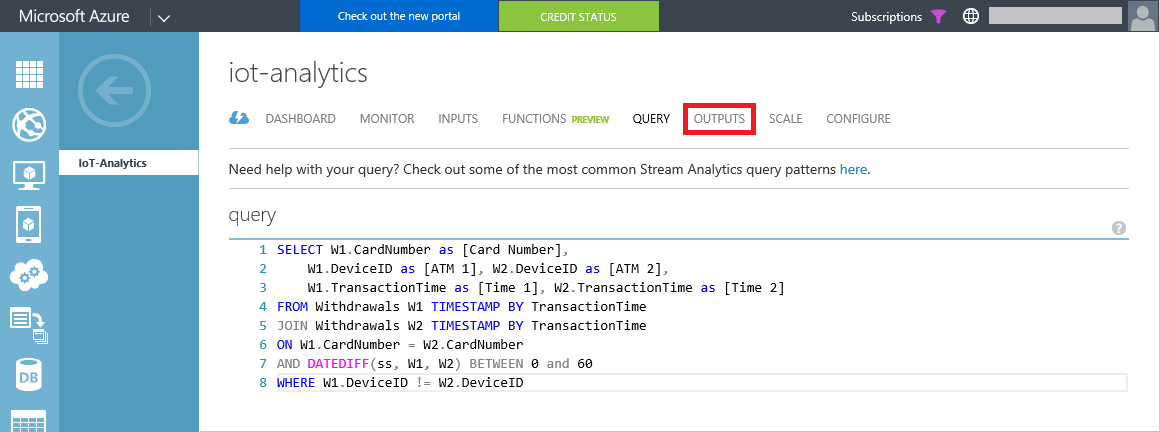 Microsoft Azure
Check out the new portal
CREDIT STATUS
Subscriptions
IoT-Analytics
iot-analytics
DASHBOARD MONITOR INPUTS FUNCTIONS PREVIEW QUERY OUTPUTS SCALE CONFIGURE
Need help with your query? Check out some of the most common Stream Analytics query patterns here.
query
?
1 SELECT W1.CardNumber as [Card Number],
2 W1.DeviceID as [ATM 1], W2.DeviceID as [ATM 2],
3 W1.TransactionTime as [Time 1], W2.TransactionTime as [Time 2]
4 FROM Withdrawals W1 TIMESTAMP BY TransactionTime
5 JOIN Withdrawals W2 TIMESTAMP BY TransactionTime
6 ON W1.CardNumber = W2.CardNumber
7 AND DATEDIFF(ss, W1, W2) BETWEEN 0 and 60
8 WHERE W1.DeviceID != W2.DeviceID
DB